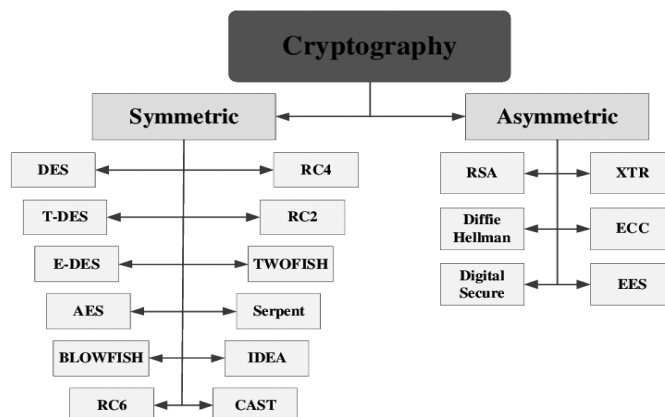 Cryptography
Symmetric
Asymmetric
DES
RC4
T-DES
RC2
E-DES
TWOFISH
AES
Serpent
BLOWFISH
IDEA
RC6
CAST
RSA
XTR
Diffie
Hellman
ECC
Digital
Secure
EES